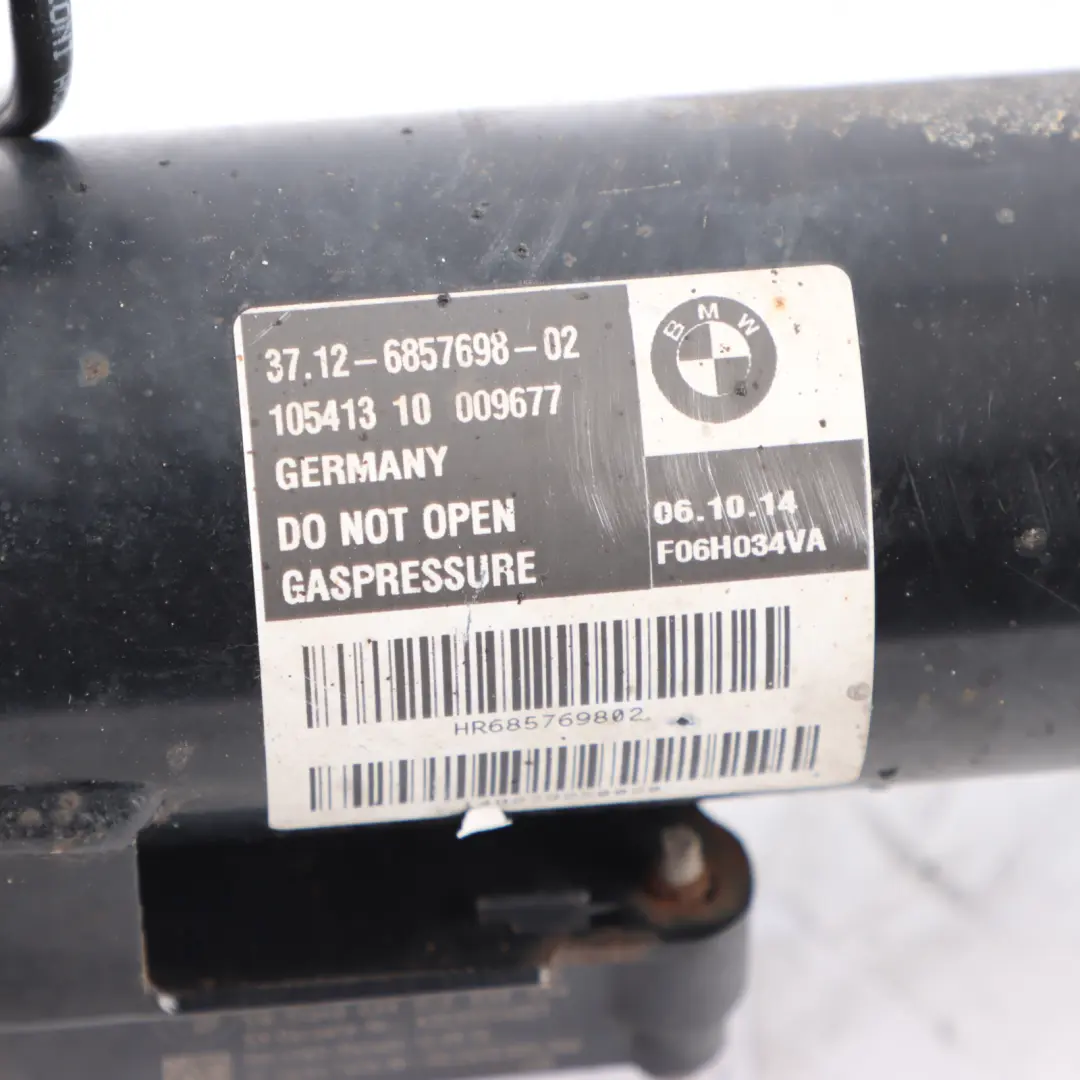 37.12-6857698-02
105413 10 009677
GERMANY
DO NOT OPEN
GASPRESSURE
BMW
06.10.14
F06H034VA
HR685769802